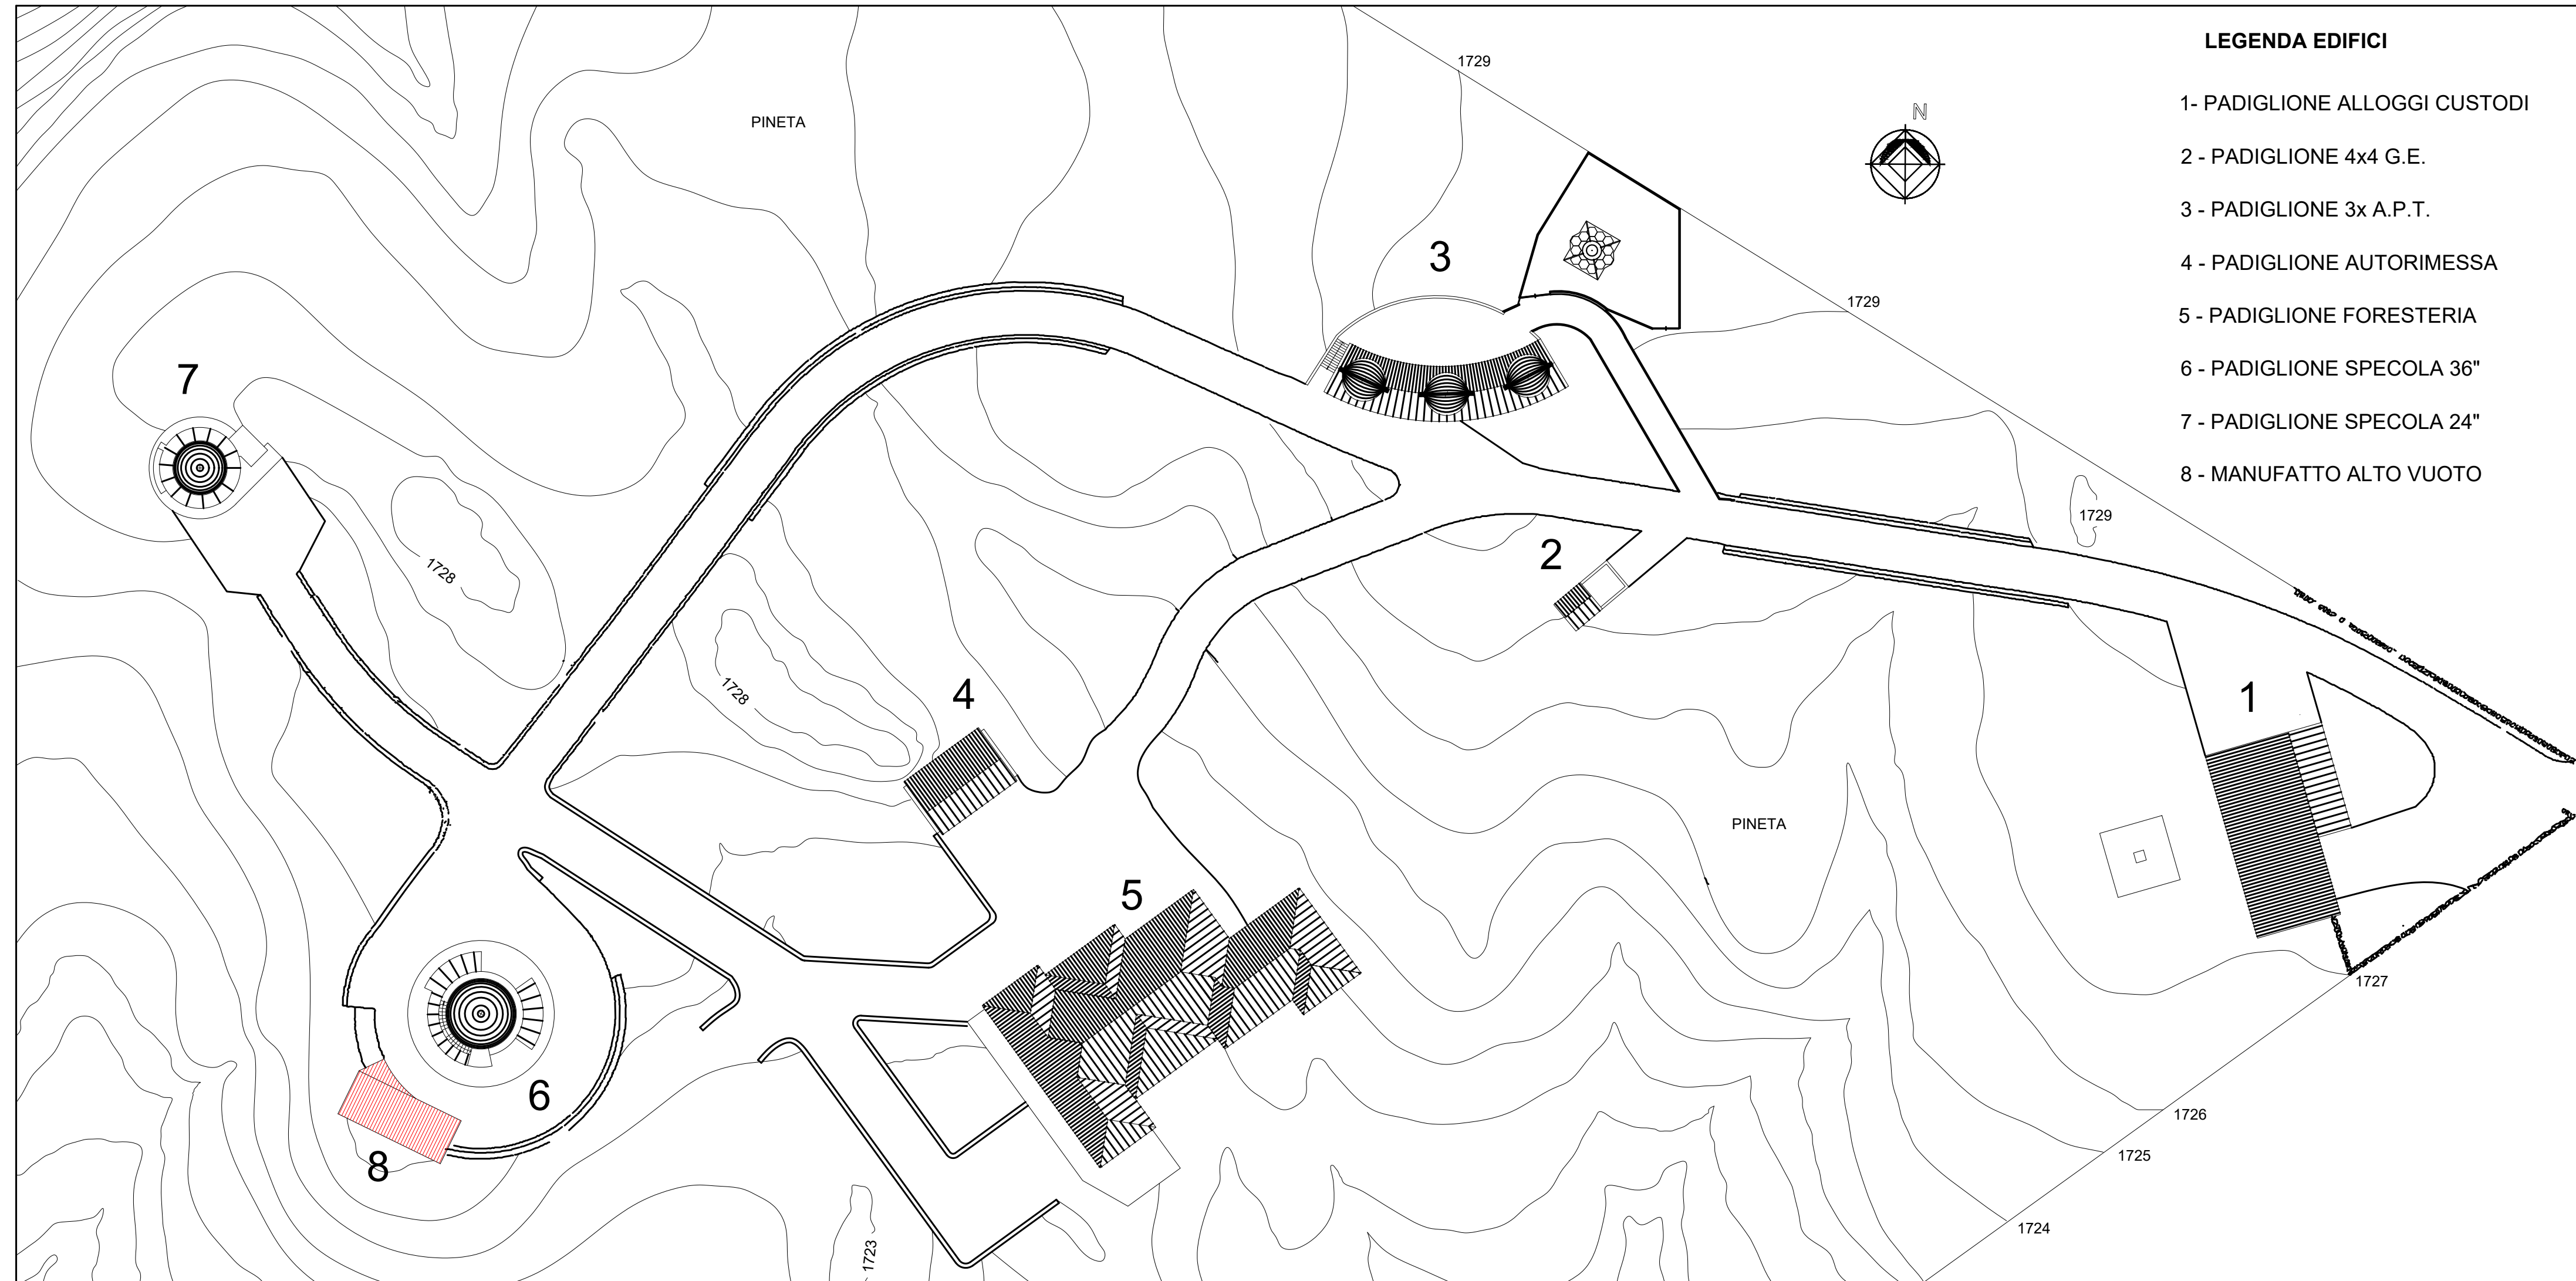 LEGENDA EDIFICI
1- PADIGLIONE ALLOGGI CUSTODI
2 - PADIGLIONE 4x4 G.E.
3 - PADIGLIONE 3x A.P.T.
4 - PADIGLIONE AUTORIMESSA
5 - PADIGLIONE FORESTERIA
6 - PADIGLIONE SPECOLA 36"
7 - PADIGLIONE SPECOLA 24"
8 - MANUFATTO ALTO VUOTO
1729
N
PINETA
3
1729
7
1729
2
1728
1728
4
1
PINETA
5
1727
6
1726
8
1725
1724
1723